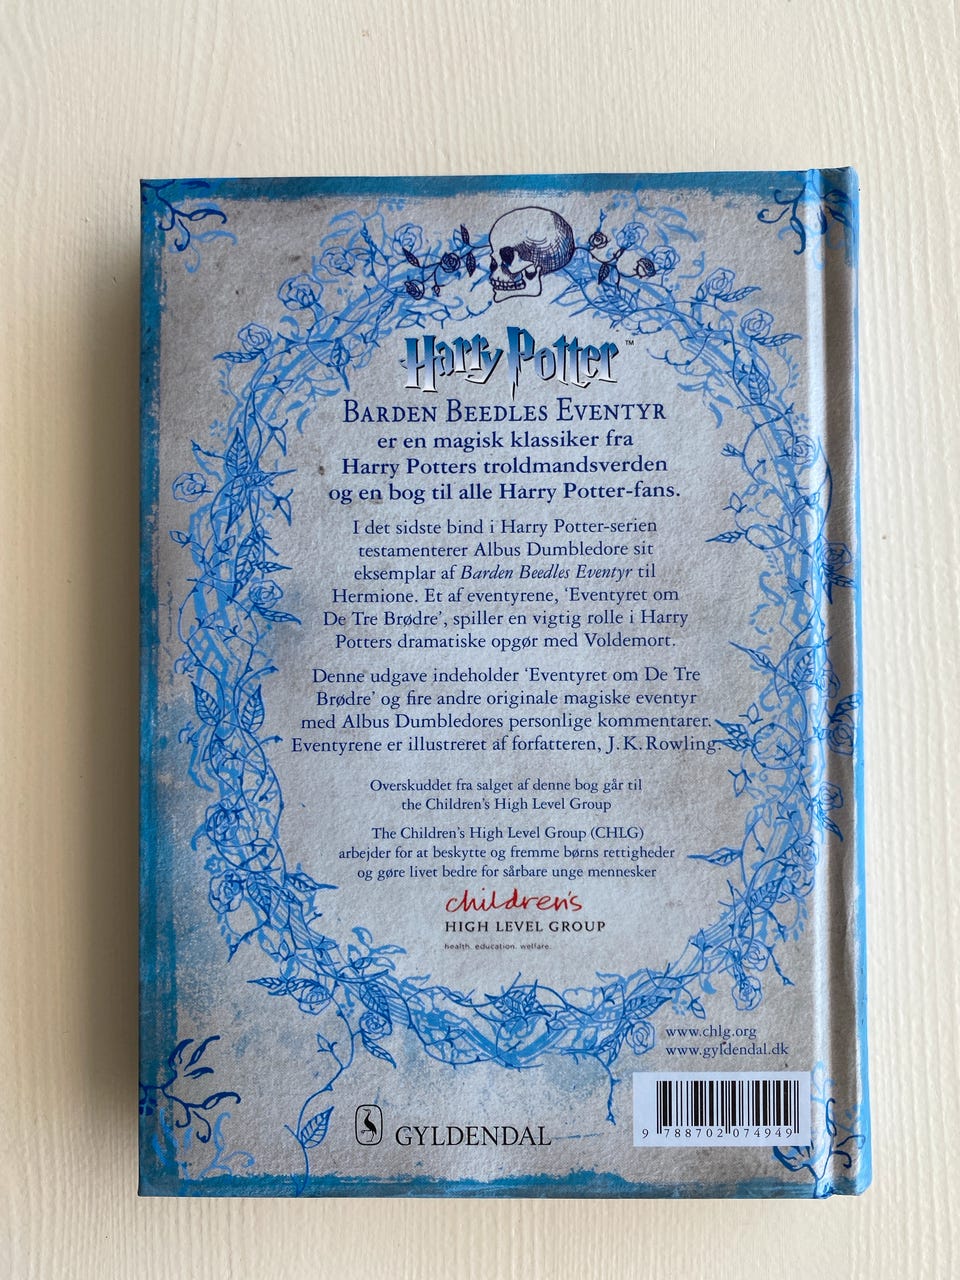 Harry Potter™
BARDEN BEEDLES EVENTYR
er en magisk klassiker fra
Harry Potters troldmandsverden
og en bog til alle Harry Potter-fans.
I det sidste bind i Harry Potter-serien
testamenterer Albus Dumbledore sit
eksemplar af Barden Beedles Eventyr til
Hermione. Et af eventyrene, ‘Eventyret om
De Tre Brødre’, spiller en vigtig rolle i Harry
Potters dramatiske opgør med Voldemort.
Denne udgave indeholder ‘Eventyret om De Tre
Brødre’ og fire andre originale magiske eventyr
med Albus Dumbledores personlige kommentarer.
Eventyrene er illustreret af forfatteren, J.K.Rowling.
Overskuddet fra salget af denne bog går til
the Children’s High Level Group
The Children’s High Level Group (CHLG)
arbejder for at beskytte og fremme børns rettigheder
og gøre livet bedre for sårbare unge mennesker
children's
HIGH LEVEL GROUP
health. education. welfare.
www.chlg.org
www.gyldendal.dk
GYLDENDAL
9 788702 074949